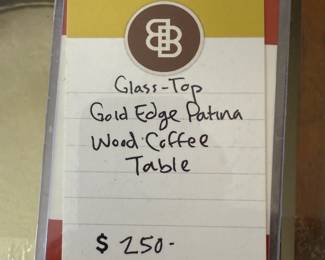 Glass-Top
Gold Edge Patina
Wood Coffee
Table
$ 250-